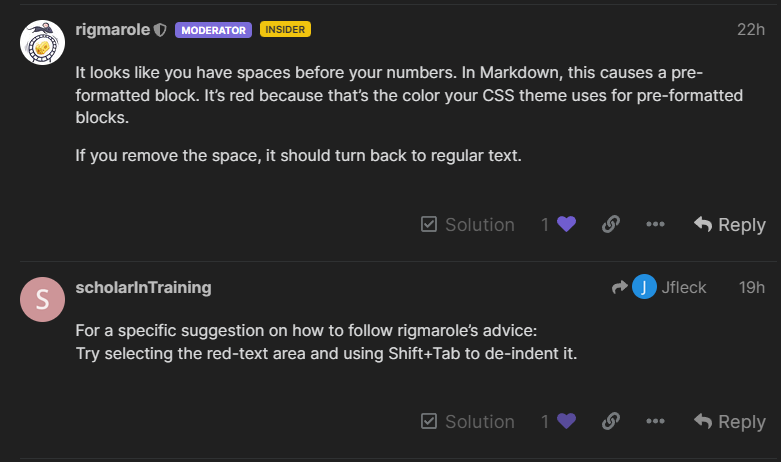 rigmarole MODERATOR INSIDER 22h
It looks like you have spaces before your numbers. In Markdown, this causes a pre-
formatted block. It’s red because that’s the color your CSS theme uses for pre-formatted
blocks.
If you remove the space, it should turn back to regular text.
Solution 1 Reply
S scholarInTraining J Jfleck 19h
For a specific suggestion on how to follow rigmarole’s advice:
Try selecting the red-text area and using Shift+Tab to de-indent it.
Solution 1 Reply